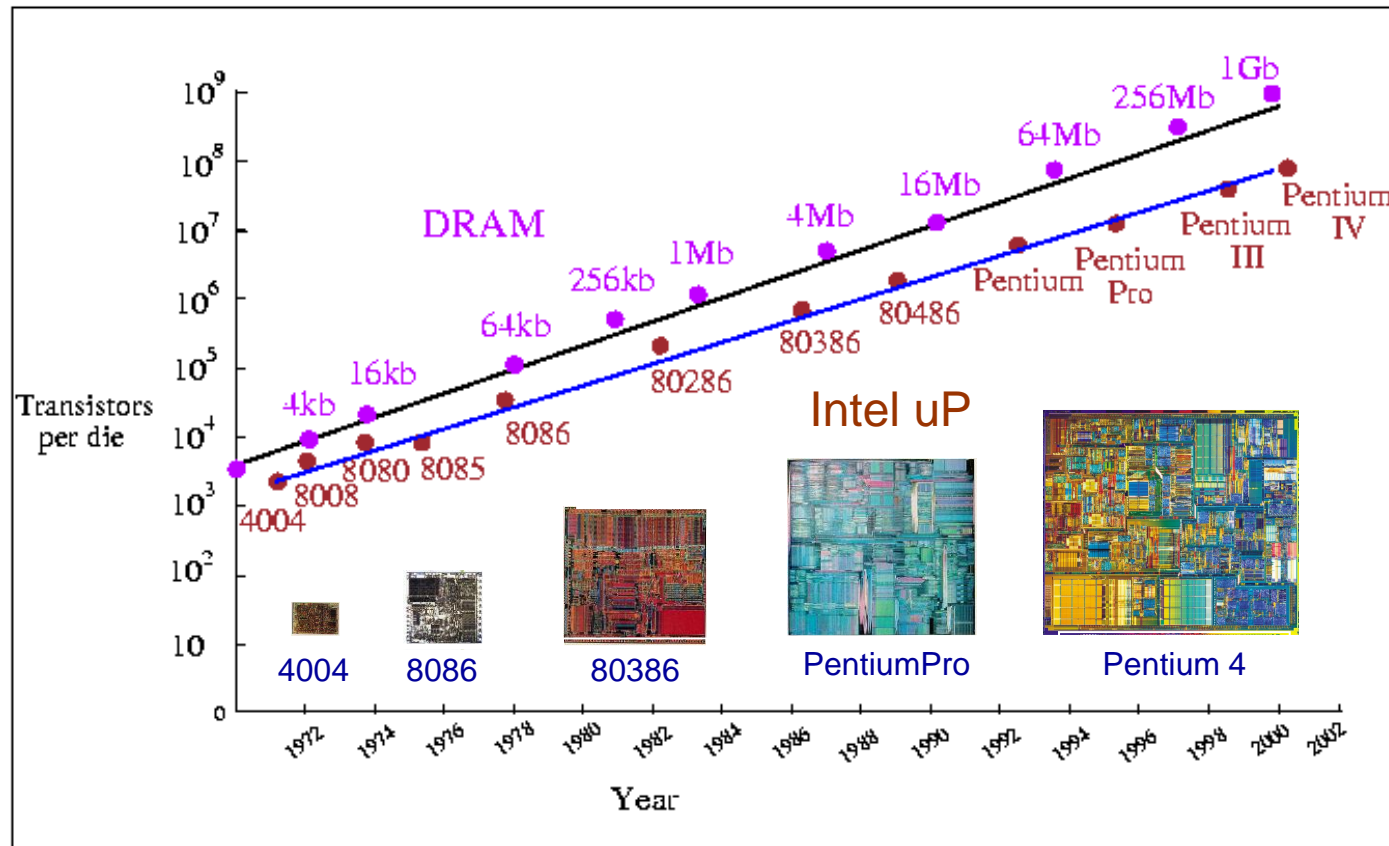 1Gb
10⁹
256Mb
64Mb
10⁸
16Mb
Pentium
IV
DRAM
4Mb
Pentium
III
10⁷
1Mb
Pentium
Pentium
Pro
256kb
10⁶
80486
64kb
80386
10⁵
16kb
80286
Transistors
per die
4kb
Intel uP
10⁴
8086
8080
8085
8008
10³
4004
10²
10
4004
8086
80386
PentiumPro
Pentium 4
0
1972
1974
1976
1978
1980
1982
1984
1986
1988
1990
1992
1994
1996
1998
2000
2002
Year